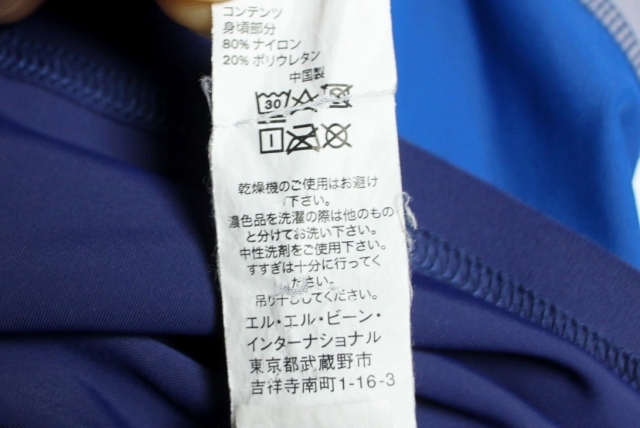 コンテンツ
身頃部分
80% ナイロン
20% ポリウレタン
中国製
30
乾燥機のご使用はお避け
下さい。
濃色品を洗濯の際は他のもの
と分けてお洗い下さい。
中性洗剤をご使用下さい。
すすぎは十分に行ってく
ださい。
吊り干ししてください。
エル・エル・ビーン・
インターナショナル
東京都武蔵野市
吉祥寺南町1-16-3